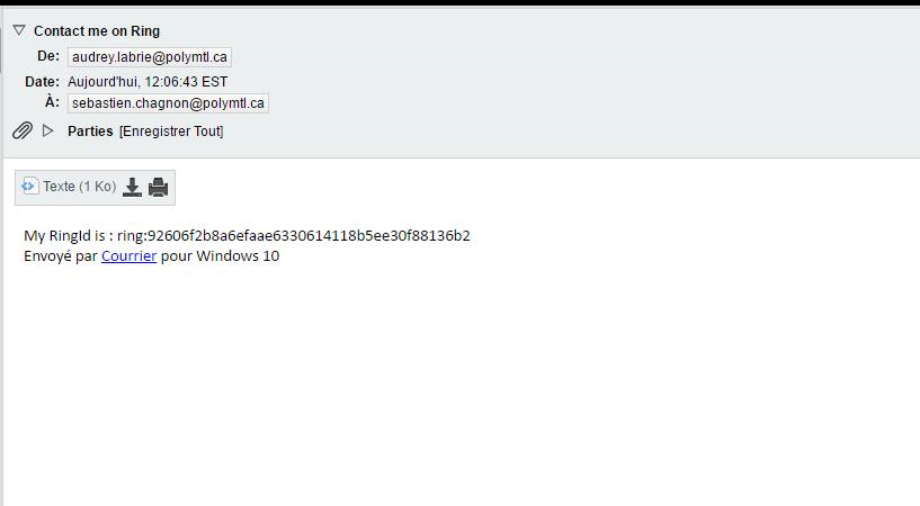 Contact me on Ring
De: audrey.labrie@polymtl.ca
Date: Aujourd'hui, 12:06:43 EST
À: sebastien.chagnon@polymtl.ca
Parties [Enregistrer Tout]
Texte (1 Ko)
My RingId is : ring:92606f2b8a6efaae6330614118b5ee30f88136b2
Envoyé par Courrier pour Windows 10